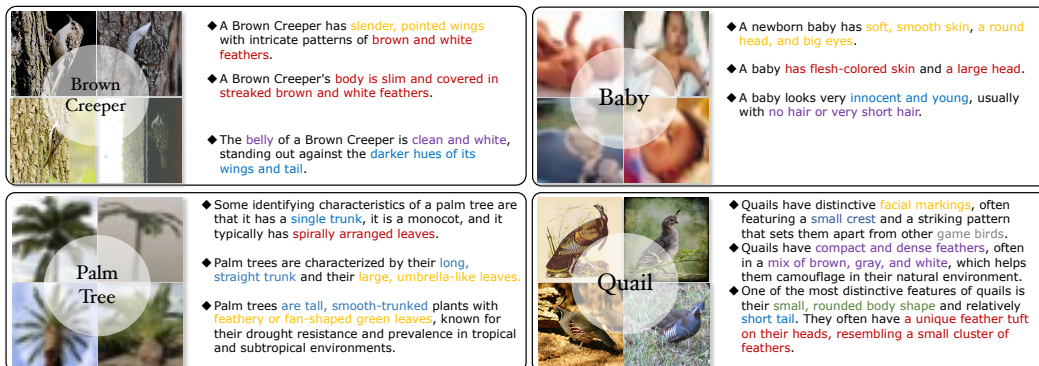 Brown
Creeper
◆ A Brown Creeper has slender, pointed wings
with intricate patterns of brown and white
feathers.
◆ A Brown Creeper's body is slim and covered in
streaked brown and white feathers.
◆ The belly of a Brown Creeper is clean and white,
standing out against the darker hues of its
wings and tail.
Baby
◆ A newborn baby has soft, smooth skin, a round
head, and big eyes.
◆ A baby has flesh-colored skin and a large head.
◆ A baby looks very innocent and young, usually
with no hair or very short hair.
Palm
Tree
◆ Some identifying characteristics of a palm tree are
that it has a single trunk, it is a monocot, and it
typically has spirally arranged leaves.
◆ Palm trees are characterized by their long,
straight trunk and their large, umbrella-like leaves.
◆ Palm trees are tall, smooth-trunked plants with
feathery or fan-shaped green leaves, known for
their drought resistance and prevalence in tropical
and subtropical environments.
Quail
◆ Quails have distinctive facial markings, often
featuring a small crest and a striking pattern
that sets them apart from other game birds.
◆ Quails have compact and dense feathers, often
in a mix of brown, gray, and white, which helps
them camouflage in their natural environment.
◆ One of the most distinctive features of quails is
their small, rounded body shape and relatively
short tail. They often have a unique feather tuft
on their heads, resembling a small cluster of
feathers.